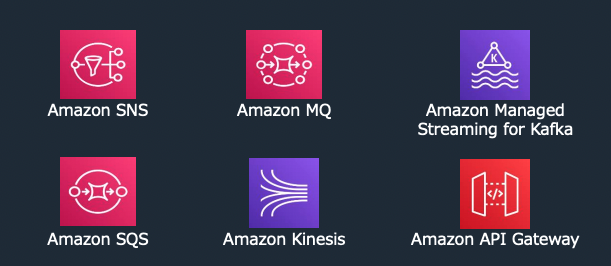 Amazon SNS
Amazon MQ
K
Amazon Managed
Streaming for Kafka
Amazon SQS
Amazon Kinesis
</>
Amazon API Gateway